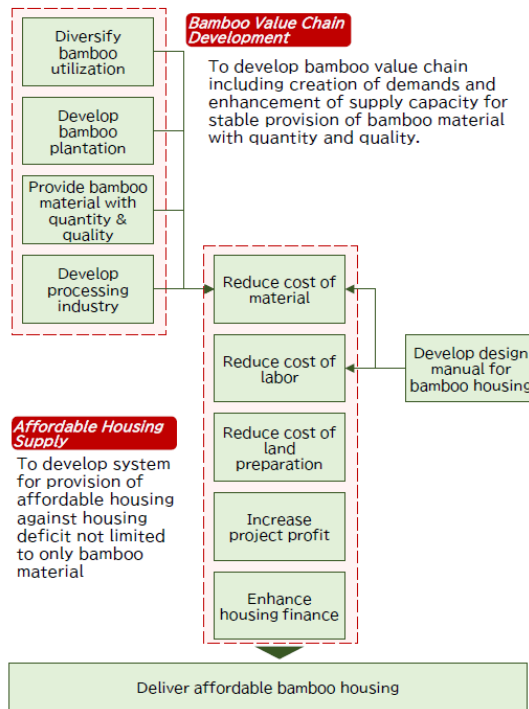 Diversify
bamboo
utilization
Develop
bamboo
plantation
Provide bamboo
material with
quantity &
quality
Develop
processing
industry
Bamboo Value Chain
Development
To develop bamboo value chain
including creation of demands and
enhancement of supply capacity for
stable provision of bamboo material
with quantity and quality.
Reduce cost of
material
Reduce cost of
labor
Reduce cost of
land
preparation
Increase
project profit
Enhance
housing finance
Develop design
manual for
bamboo housing
Affordable Housing
Supply
To develop system
for provision of
affordable housing
against housing
deficit not limited
to only bamboo
material
Deliver affordable bamboo housing